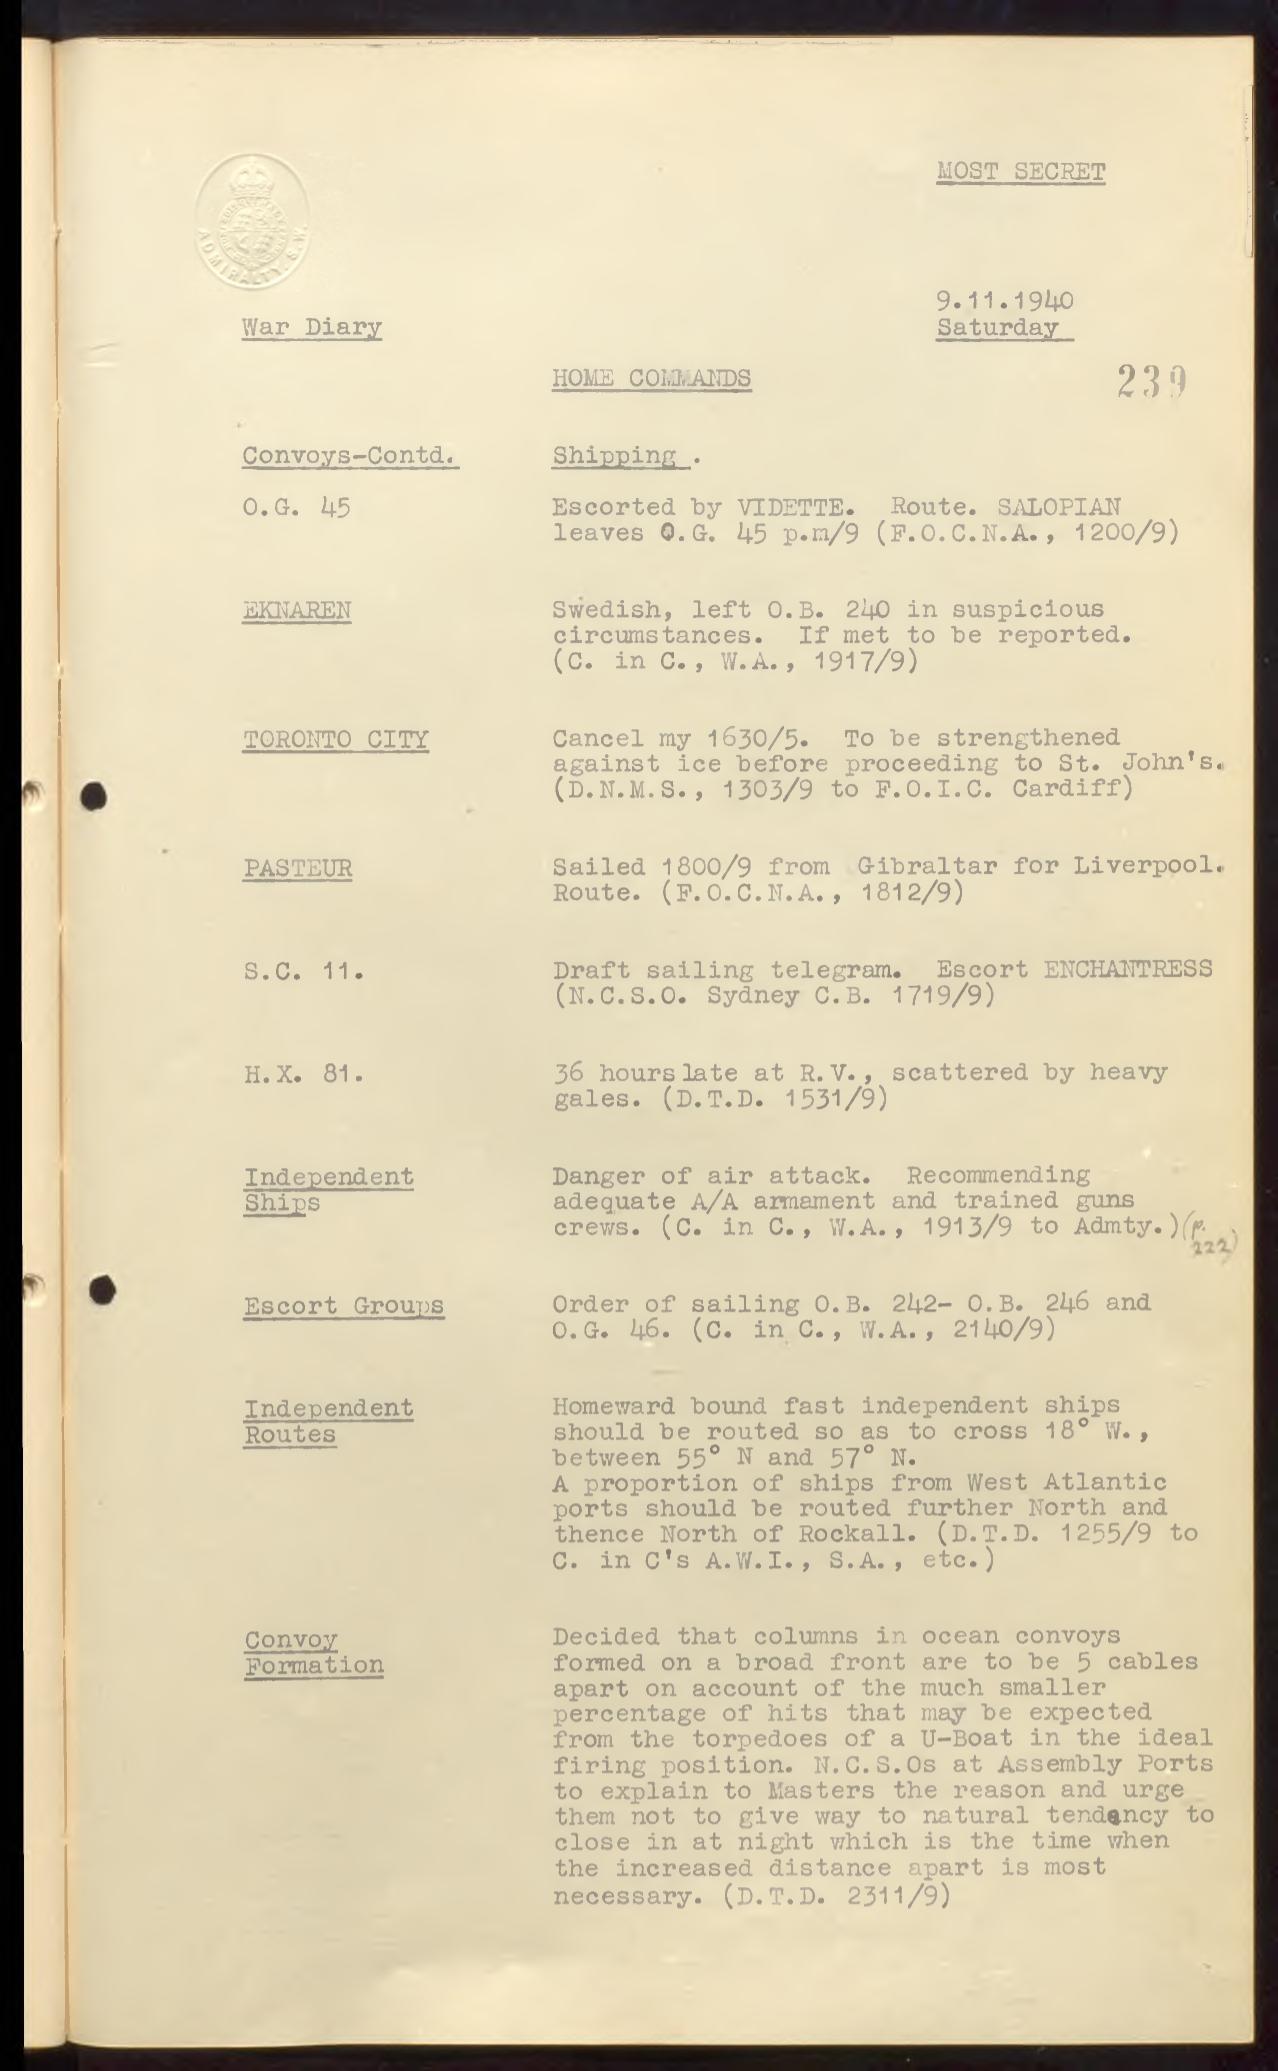 MOST SECRET
ADMIRALTY. S.W.
9.11.1940
War Diary
Saturday
HOME COMMANDS
239
Convoys-Contd.
Shipping .
O.G. 45
Escorted by VIDETTE. Route. SALOPIAN
leaves O.G. 45 p.m/9 (F.O.C.N.A., 1200/9)
EKNAREN
Swedish, left O.B. 240 in suspicious
circumstances. If met to be reported.
(C. in C., W.A., 1917/9)
TORONTO CITY
Cancel my 1630/5. To be strengthened
against ice before proceeding to St. John's.
(D.N.M.S., 1303/9 to F.O.I.C. Cardiff)
PASTEUR
Sailed 1800/9 from Gibraltar for Liverpool.
Route. (F.O.C.N.A., 1812/9)
S.C. 11.
Draft sailing telegram. Escort ENCHANTRESS
(N.C.S.O. Sydney C.B. 1719/9)
H.X. 81.
36 hours late at R.V., scattered by heavy
gales. (D.T.D. 1531/9)
Independent
Ships
Danger of air attack. Recommending
adequate A/A armament and trained guns
crews. (C. in C., W.A., 1913/9 to Admty.) (p.
222)
Escort Groups
Order of sailing O.B. 242- O.B. 246 and
O.G. 46. (C. in C., W.A., 2140/9)
Independent
Routes
Homeward bound fast independent ships
should be routed so as to cross 18° W.,
between 55° N and 57° N.
A proportion of ships from West Atlantic
ports should be routed further North and
thence North of Rockall. (D.T.D. 1255/9 to
C. in C's A.W.I., S.A., etc.)
Convoy
Formation
Decided that columns in ocean convoys
formed on a broad front are to be 5 cables
apart on account of the much smaller
percentage of hits that may be expected
from the torpedoes of a U-Boat in the ideal
firing position. N.C.S.Os at Assembly Ports
to explain to Masters the reason and urge
them not to give way to natural tendency to
close in at night which is the time when
the increased distance apart is most
necessary. (D.T.D. 2311/9)